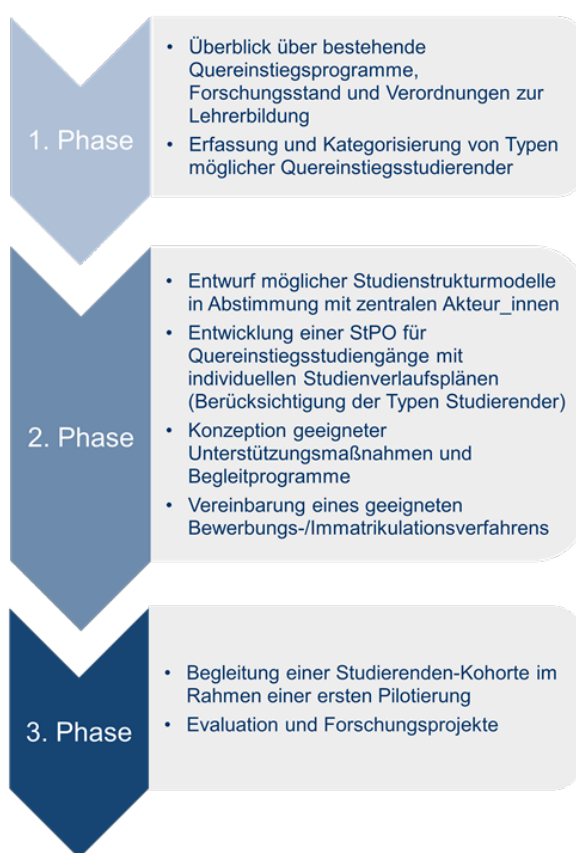 1. Phase
• Überblick über bestehende
Quereinstiegsprogramme,
Forschungsstand und Verordnungen zur
Lehrerbildung
• Erfassung und Kategorisierung von Typen
möglicher Quereinstiegsstudierender
2. Phase
• Entwurf möglicher Studienstrukturmodelle
in Abstimmung mit zentralen Akteur_innen
• Entwicklung einer StPO für
Quereinstiegsstudiengänge mit
individuellen Studienverlaufsplänen
(Berücksichtigung der Typen Studierender)
• Konzeption geeigneter
Unterstützungsmaßnahmen und
Begleitprogramme
• Vereinbarung eines geeigneten
Bewerbungs-/Immatrikulationsverfahrens
3. Phase
• Begleitung einer Studierenden-Kohorte im
Rahmen einer ersten Pilotierung
• Evaluation und Forschungsprojekte